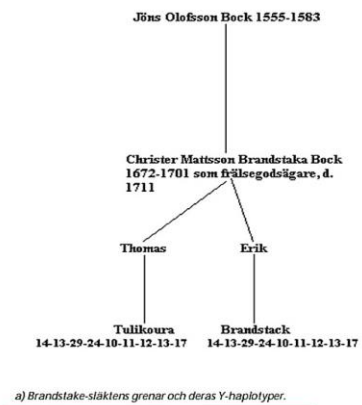 Jöns Olofsson Bock 1555-1583
Christer Mattsson Brandstaka Bock
1672-1701 som frälsegodsägare, d.
1711
Thomas
Erik
Tulikoura
14-13-29-24-10-11-12-13-17
Brandstack
14-13-29-24-10-11-12-13-17
a) Brandstake-släktens grenar och deras Y-haplotyper.